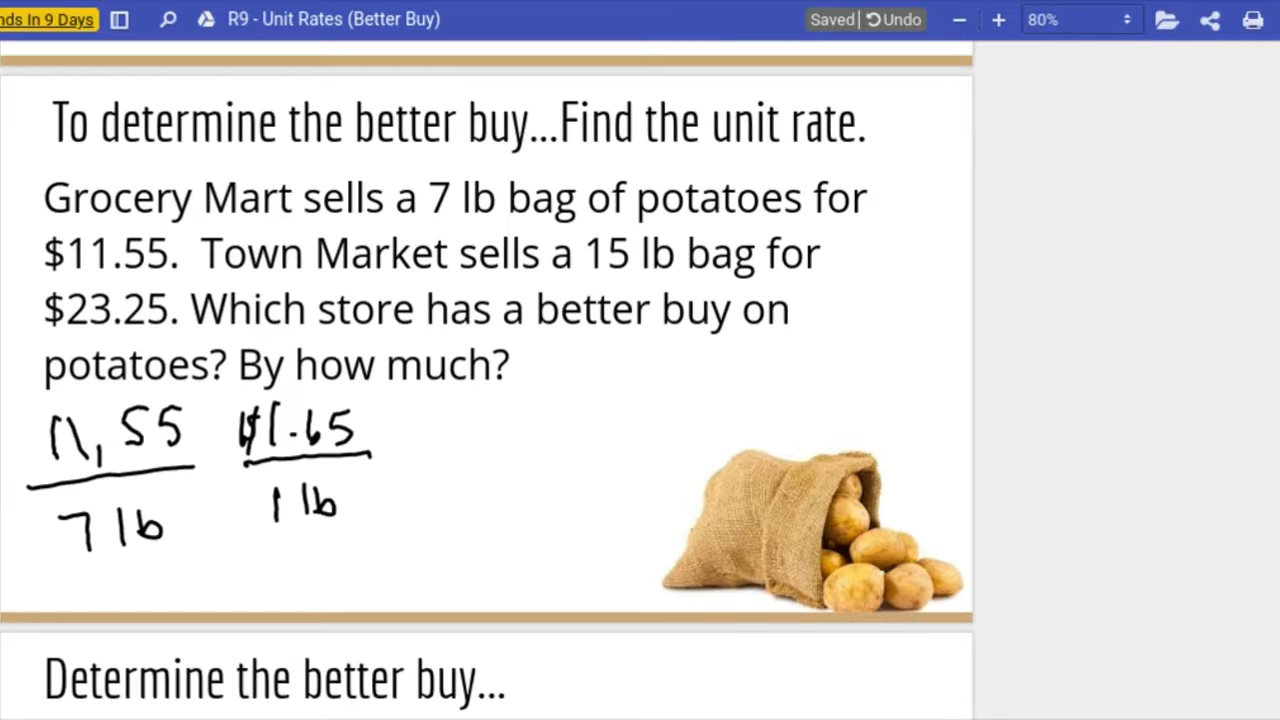 nds In 9 Days
R9 - Unit Rates (Better Buy)
Saved
Undo
80%
To determine the better buy...Find the unit rate.
Grocery Mart sells a 7 lb bag of potatoes for
$11.55. Town Market sells a 15 lb bag for
$23.25. Which store has a better buy on
potatoes? By how much?
11,55 $1.65
7 lb 1 lb
Determine the better buy...